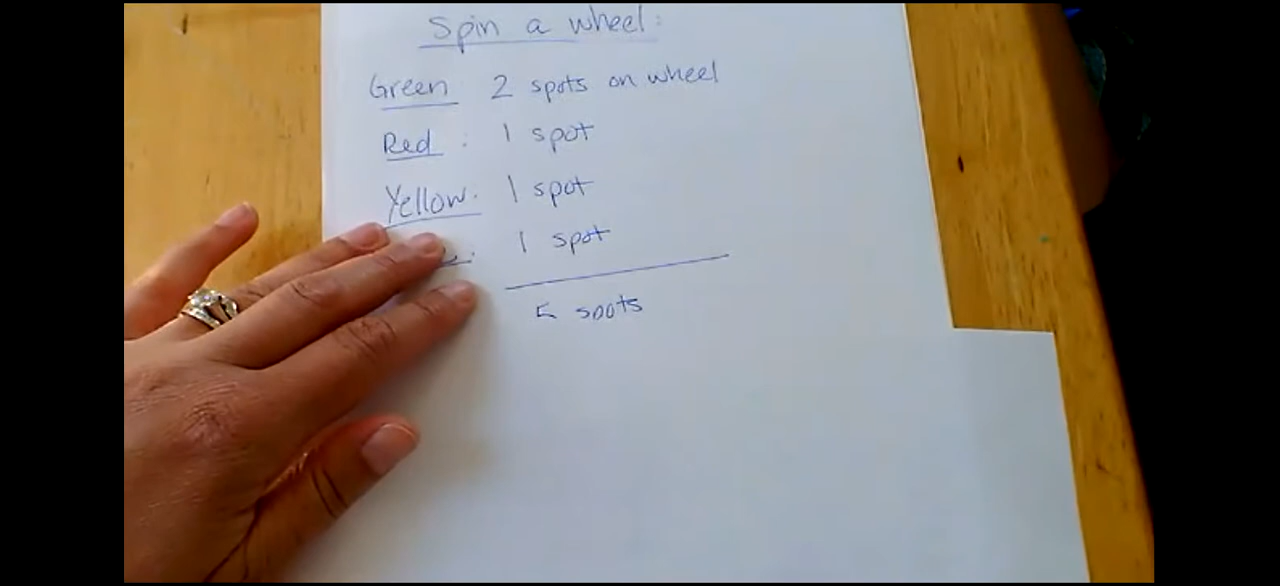 Spin a wheel:
Green 2 spots on wheel
Red : 1 spot
Yellow: 1 spot
: 1 spot
5 spots